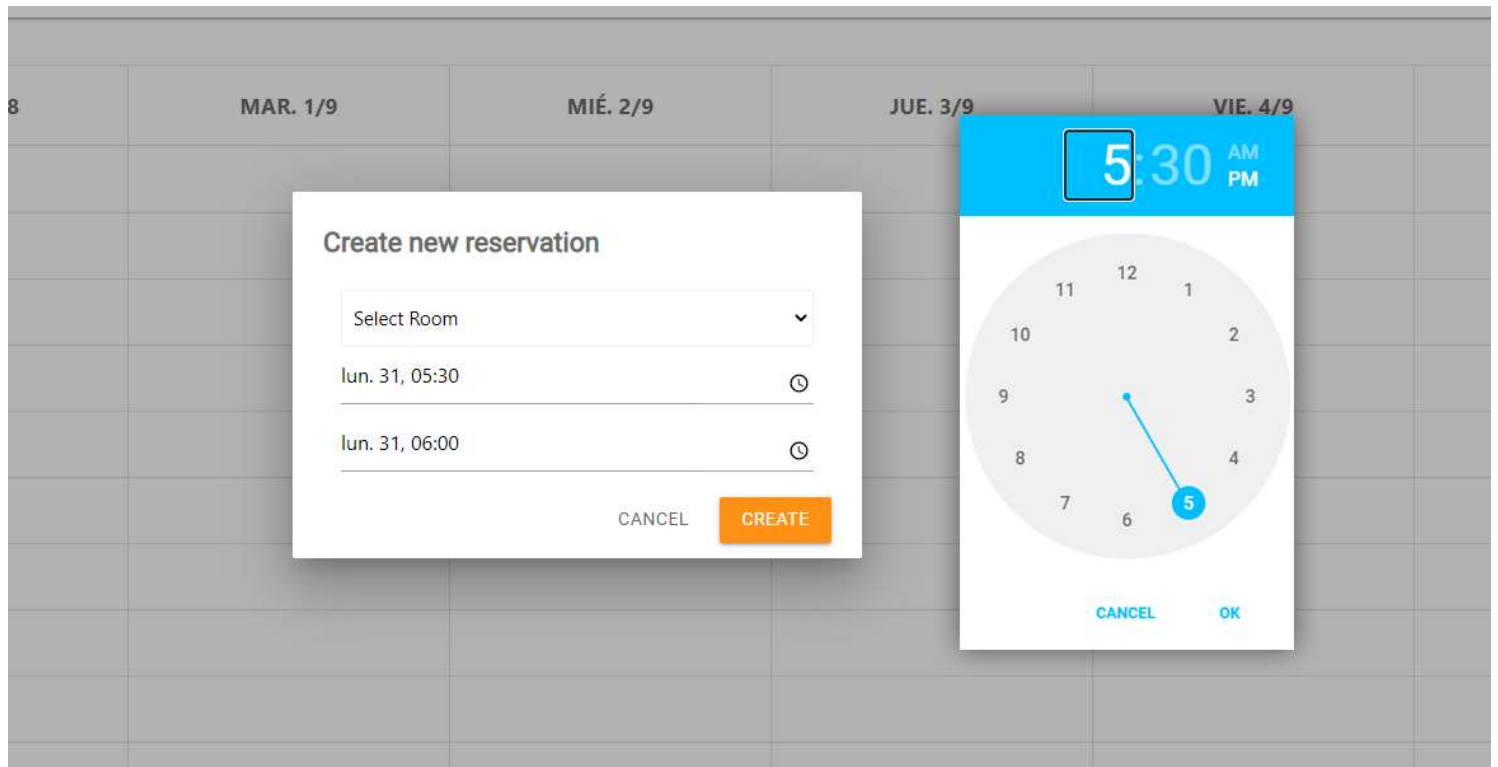 8 MAR. 1/9 MIÉ. 2/9 JUE. 3/9 VIE. 4/9
Create new reservation
Select Room
lun. 31, 05:30
lun. 31, 06:00
CANCEL CREATE
5:30 AM
PM
12
11 1
10 2
9 3
8 4
7 5
6
CANCEL OK